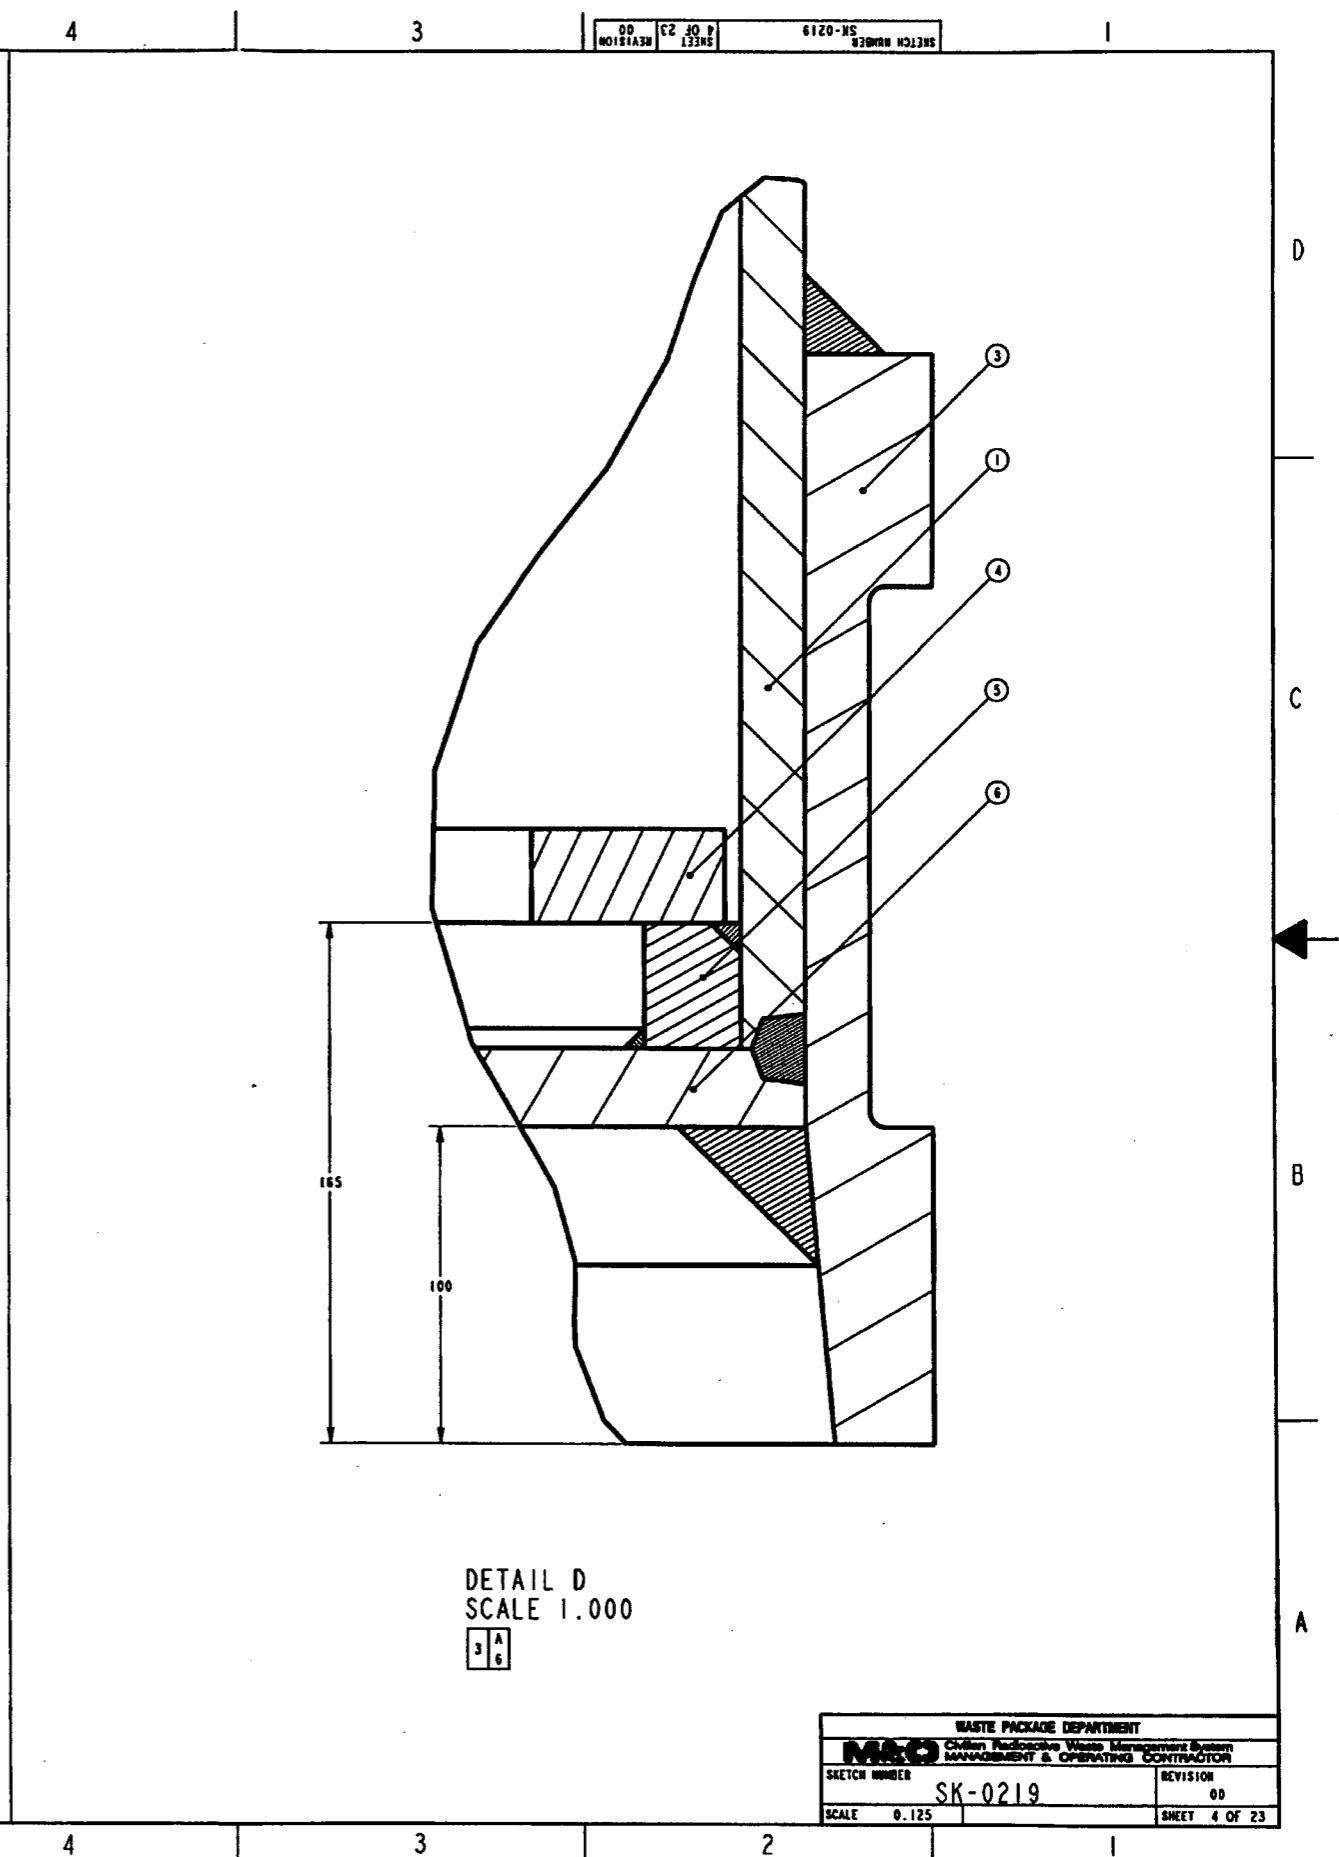 4 3 1
SKETCH NUMBER SHEET REVISION
SK-0219 4 OF 23 00
D
3
1
4
C
5
6
B
165
100
DETAIL D
SCALE 1.000
3 A
6
A
WASTE PACKAGE DEPARTMENT
M&O Civilian Radioactive Waste Management System
MANAGEMENT & OPERATING CONTRACTOR
SKETCH NUMBER REVISION
SK-0219 00
SCALE 0.125 SHEET 4 OF 23
4 3 2 1